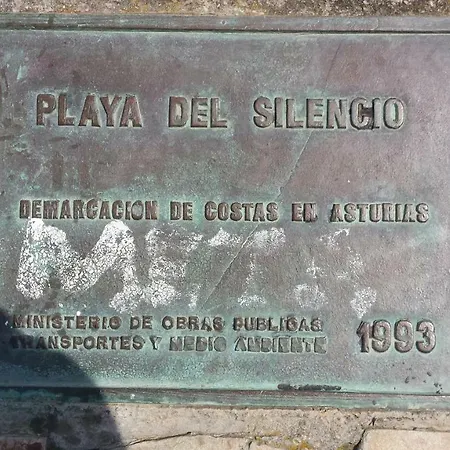 PLAYA DEL SILENCIO
DEMARCACION DE COSTAS EN ASTURIAS
MINISTERIO DE OBRAS PUBLICAS
TRANSPORTES Y MEDIO AMBIENTE
1993